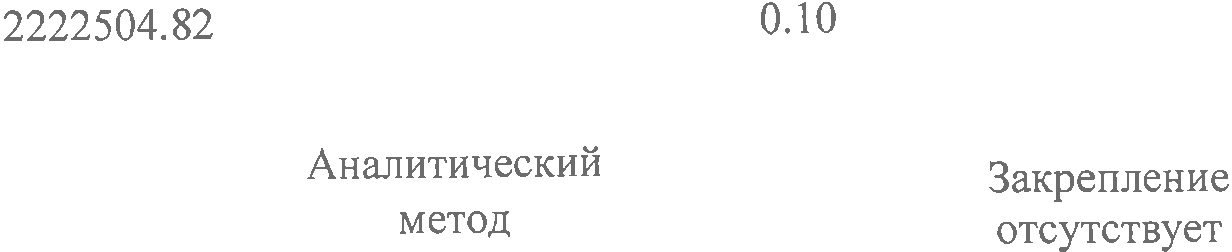 2222504.82 0.10
Аналитический Закрепление
метод отсутствует